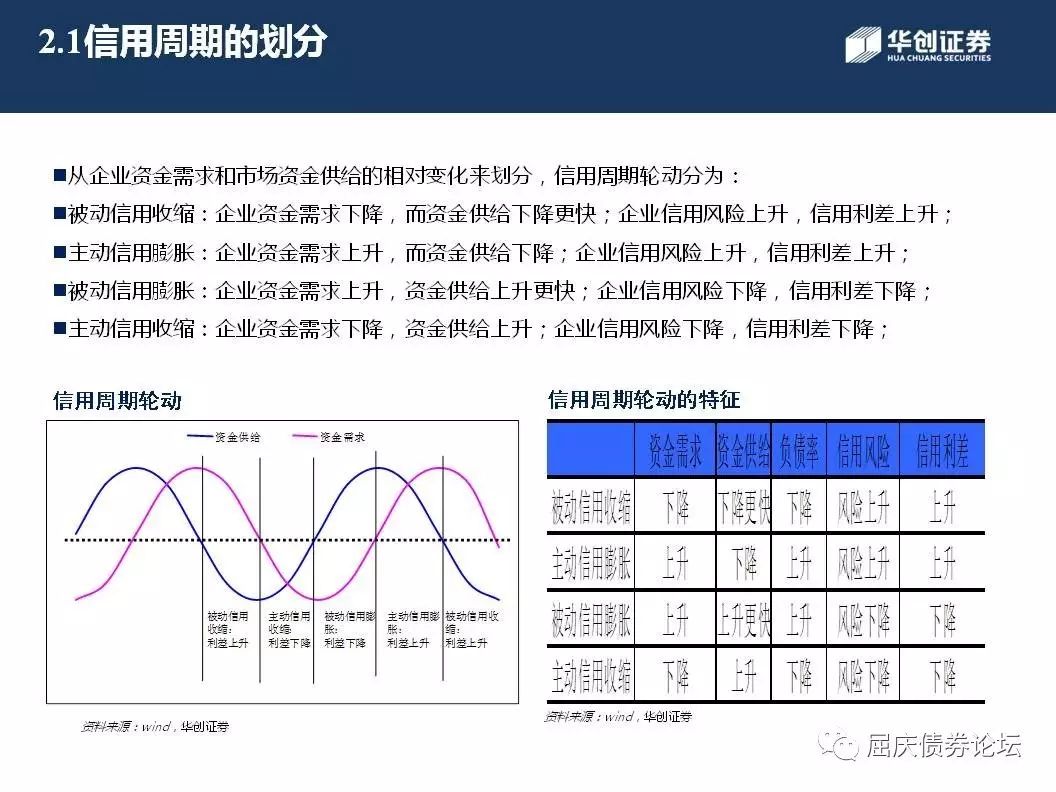 2.1信用周期的划分
华创证券
HUA CHUANG SECURITIES
■从企业资金需求和市场资金供给的相对变化来划分，信用周期轮动分为：
■被动信用收缩：企业资金需求下降，而资金供给下降更快；企业信用风险上升，信用利差上升；
■主动信用膨胀：企业资金需求上升，而资金供给下降；企业信用风险上升，信用利差上升；
■被动信用膨胀：企业资金需求上升，资金供给上升更快；企业信用风险下降，信用利差下降；
■主动信用收缩：企业资金需求下降，资金供给上升；企业信用风险下降，信用利差下降；
信用周期轮动
资金供给 资金需求
被动信用
收缩：
利差上升
主动信用
收缩：
利差下降
被动信用膨
胀：
利差下降
主动信用膨
胀：
利差上升
被动信用收
缩：
利差上升
资料来源：wind，华创证券
信用周期轮动的特征
资金需求 资金供给 负债率 信用风险 信用利差
被动信用收缩 下降 下降更快 下降 风险上升 上升
主动信用膨胀 上升 下降 上升 风险上升 上升
被动信用膨胀 上升 上升更快 上升 风险下降 下降
主动信用收缩 下降 上升 下降 风险下降 下降
资料来源：wind，华创证券
屈庆债券论坛